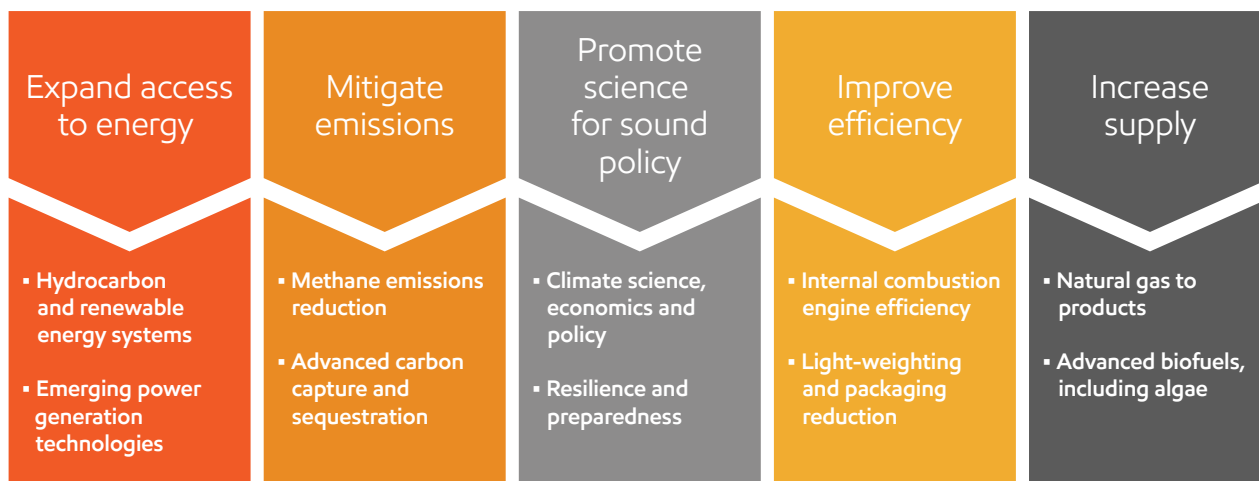 Expand access
to energy
▪ Hydrocarbon
and renewable
energy systems
▪ Emerging power
generation
technologies
Mitigate
emissions
▪ Methane emissions
reduction
▪ Advanced carbon
capture and
sequestration
Promote
science
for sound
policy
▪ Climate science,
economics and
policy
▪ Resilience and
preparedness
Improve
efficiency
▪ Internal combustion
engine efficiency
▪ Light-weighting
and packaging
reduction
Increase
supply
▪ Natural gas to
products
▪ Advanced biofuels,
including algae